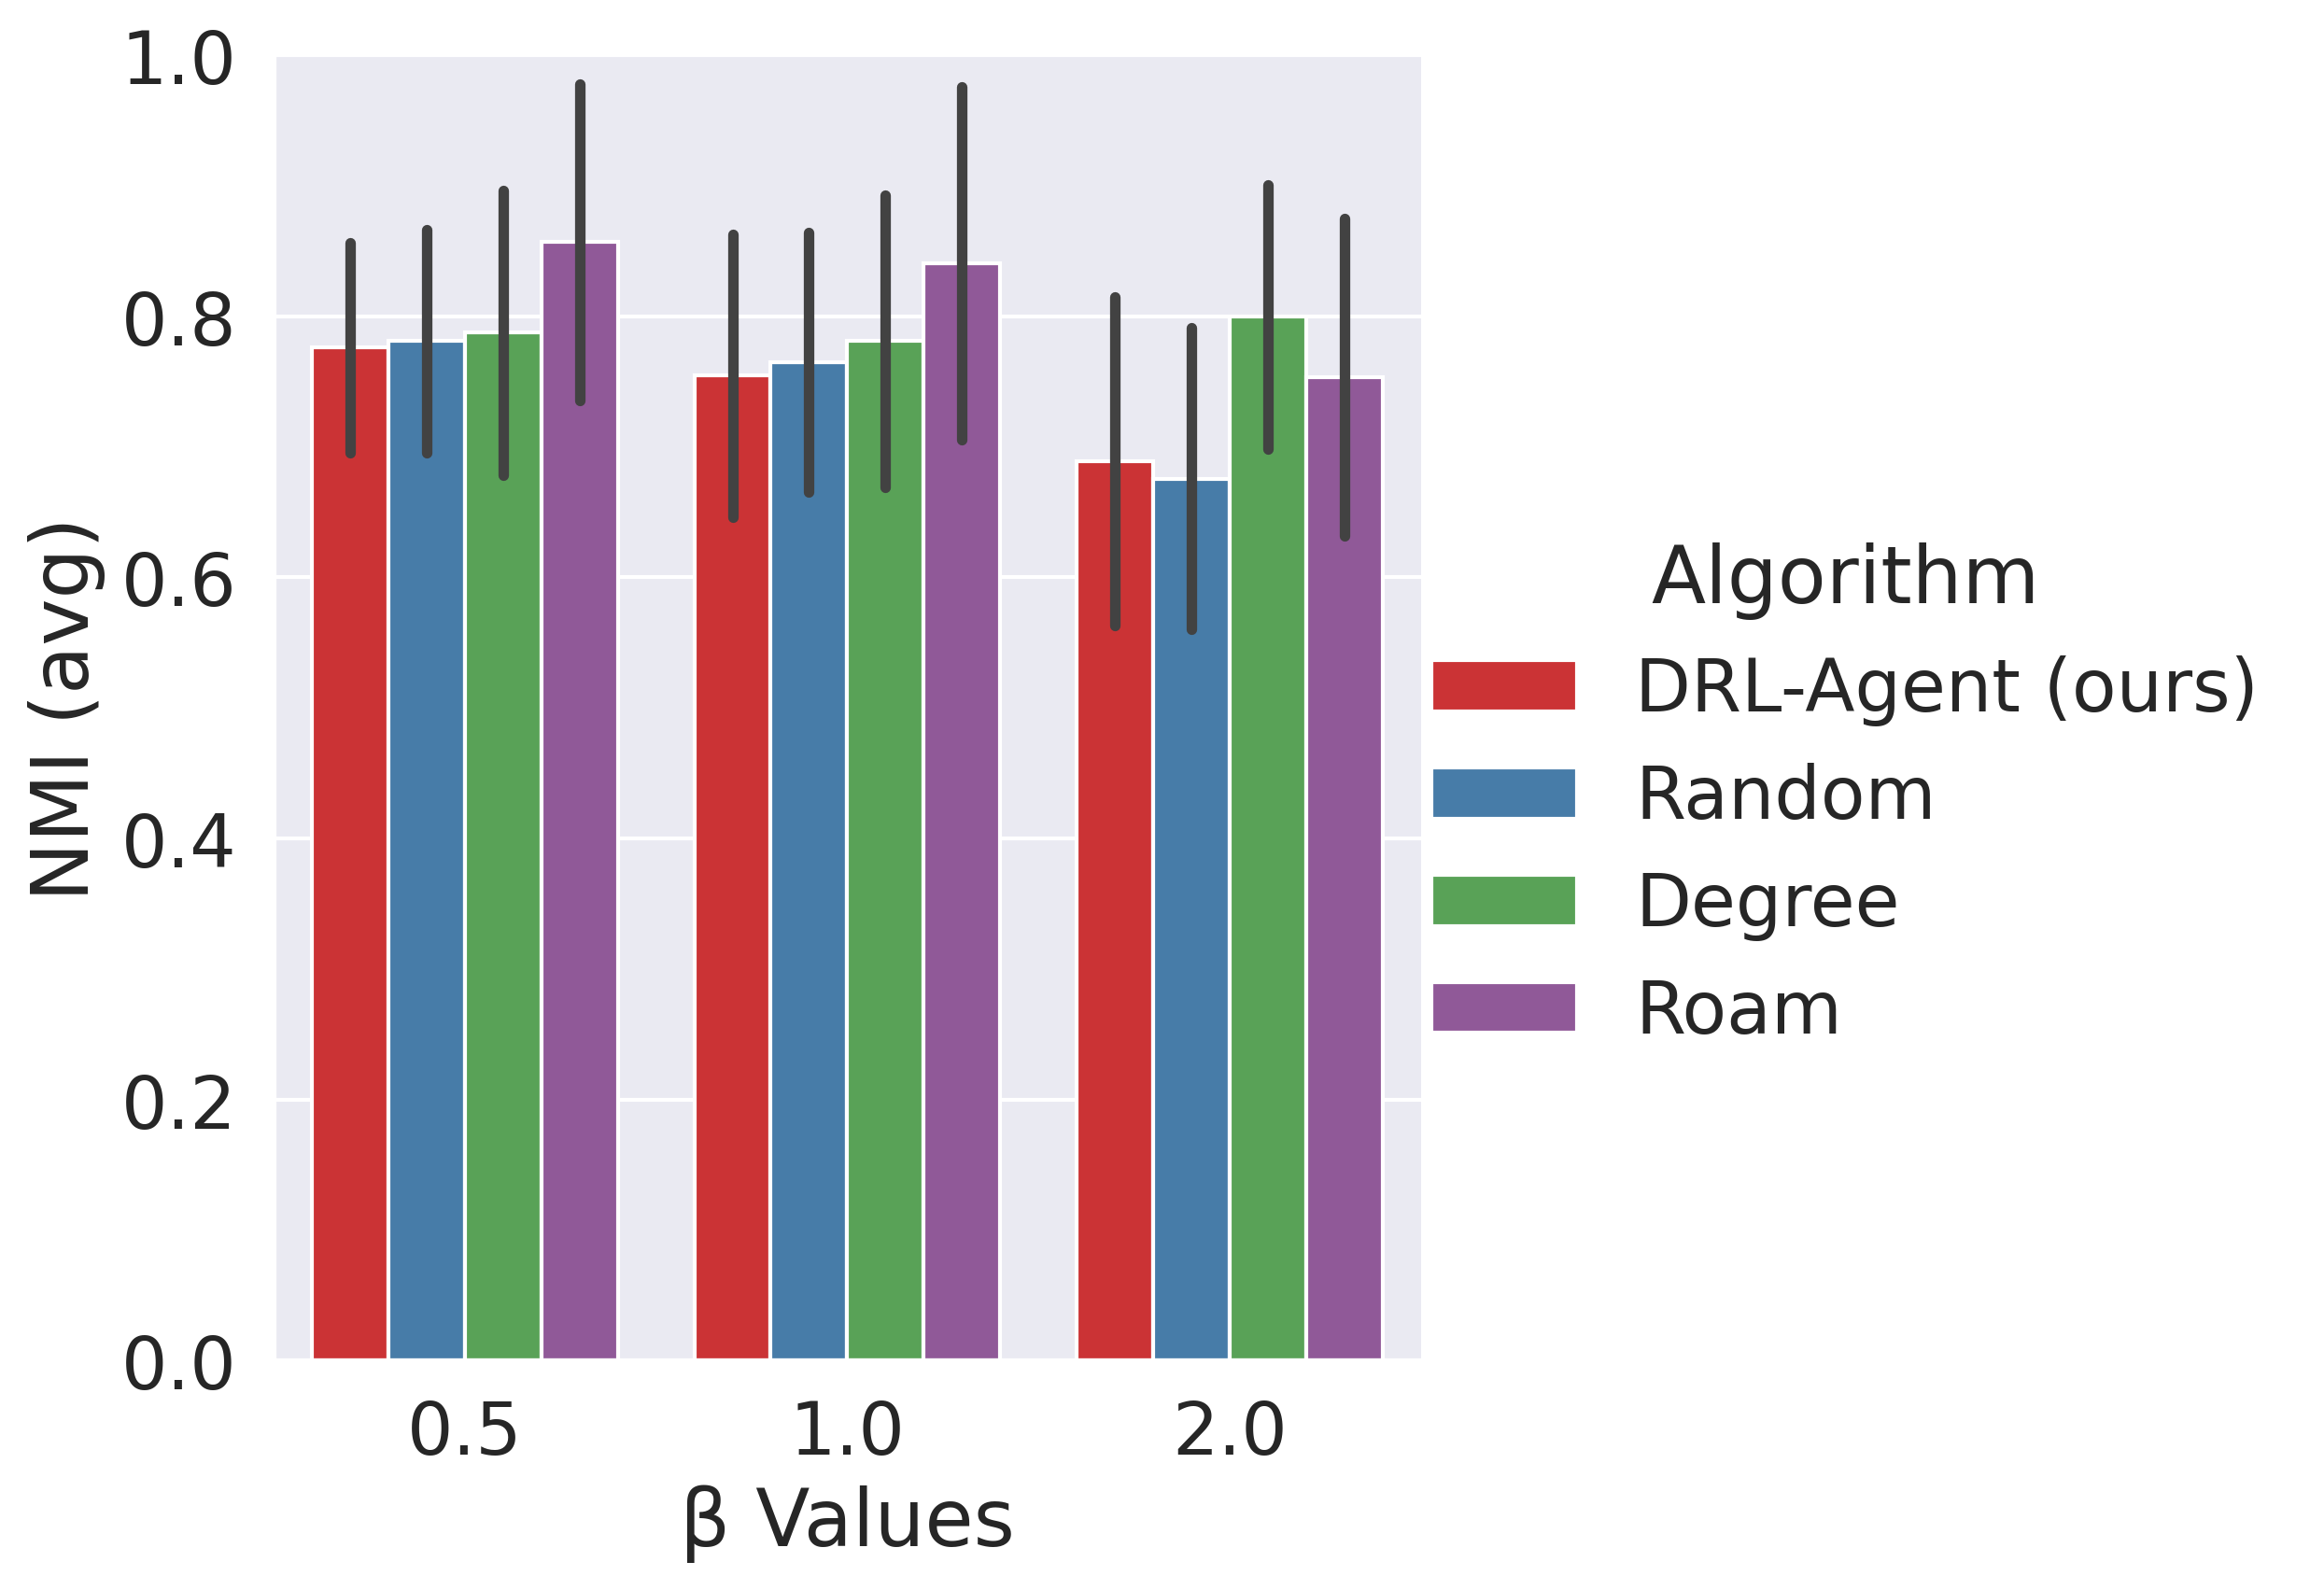 1.0
0.8
0.6
0.4
0.2
0.0
NMI (avg)
0.5 1.0 2.0
β Values
Algorithm
DRL-Agent (ours)
Random
Degree
Roam